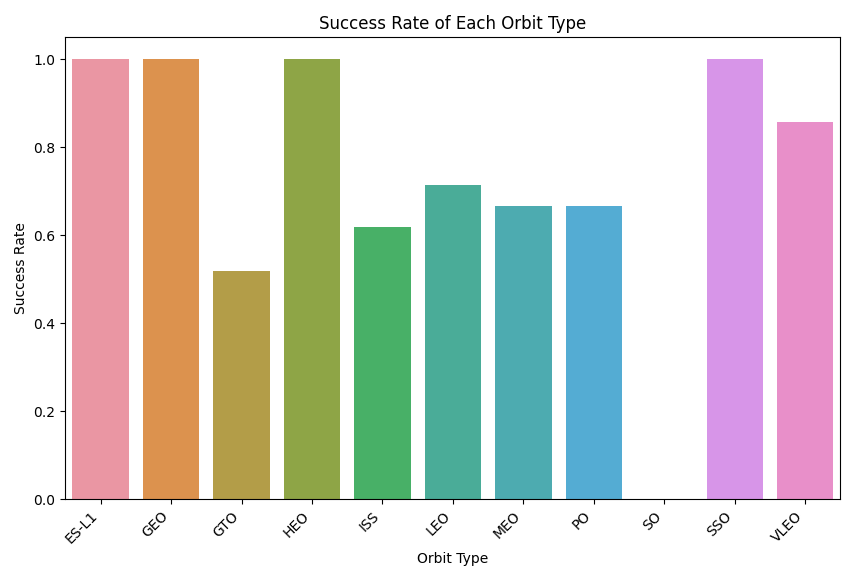 Success Rate of Each Orbit Type
Success Rate
1.0
0.8
0.6
0.4
0.2
0.0
ES-L1
GEO
GTO
HEO
ISS
LEO
MEO
PO
SO
SSO
VLEO
Orbit Type